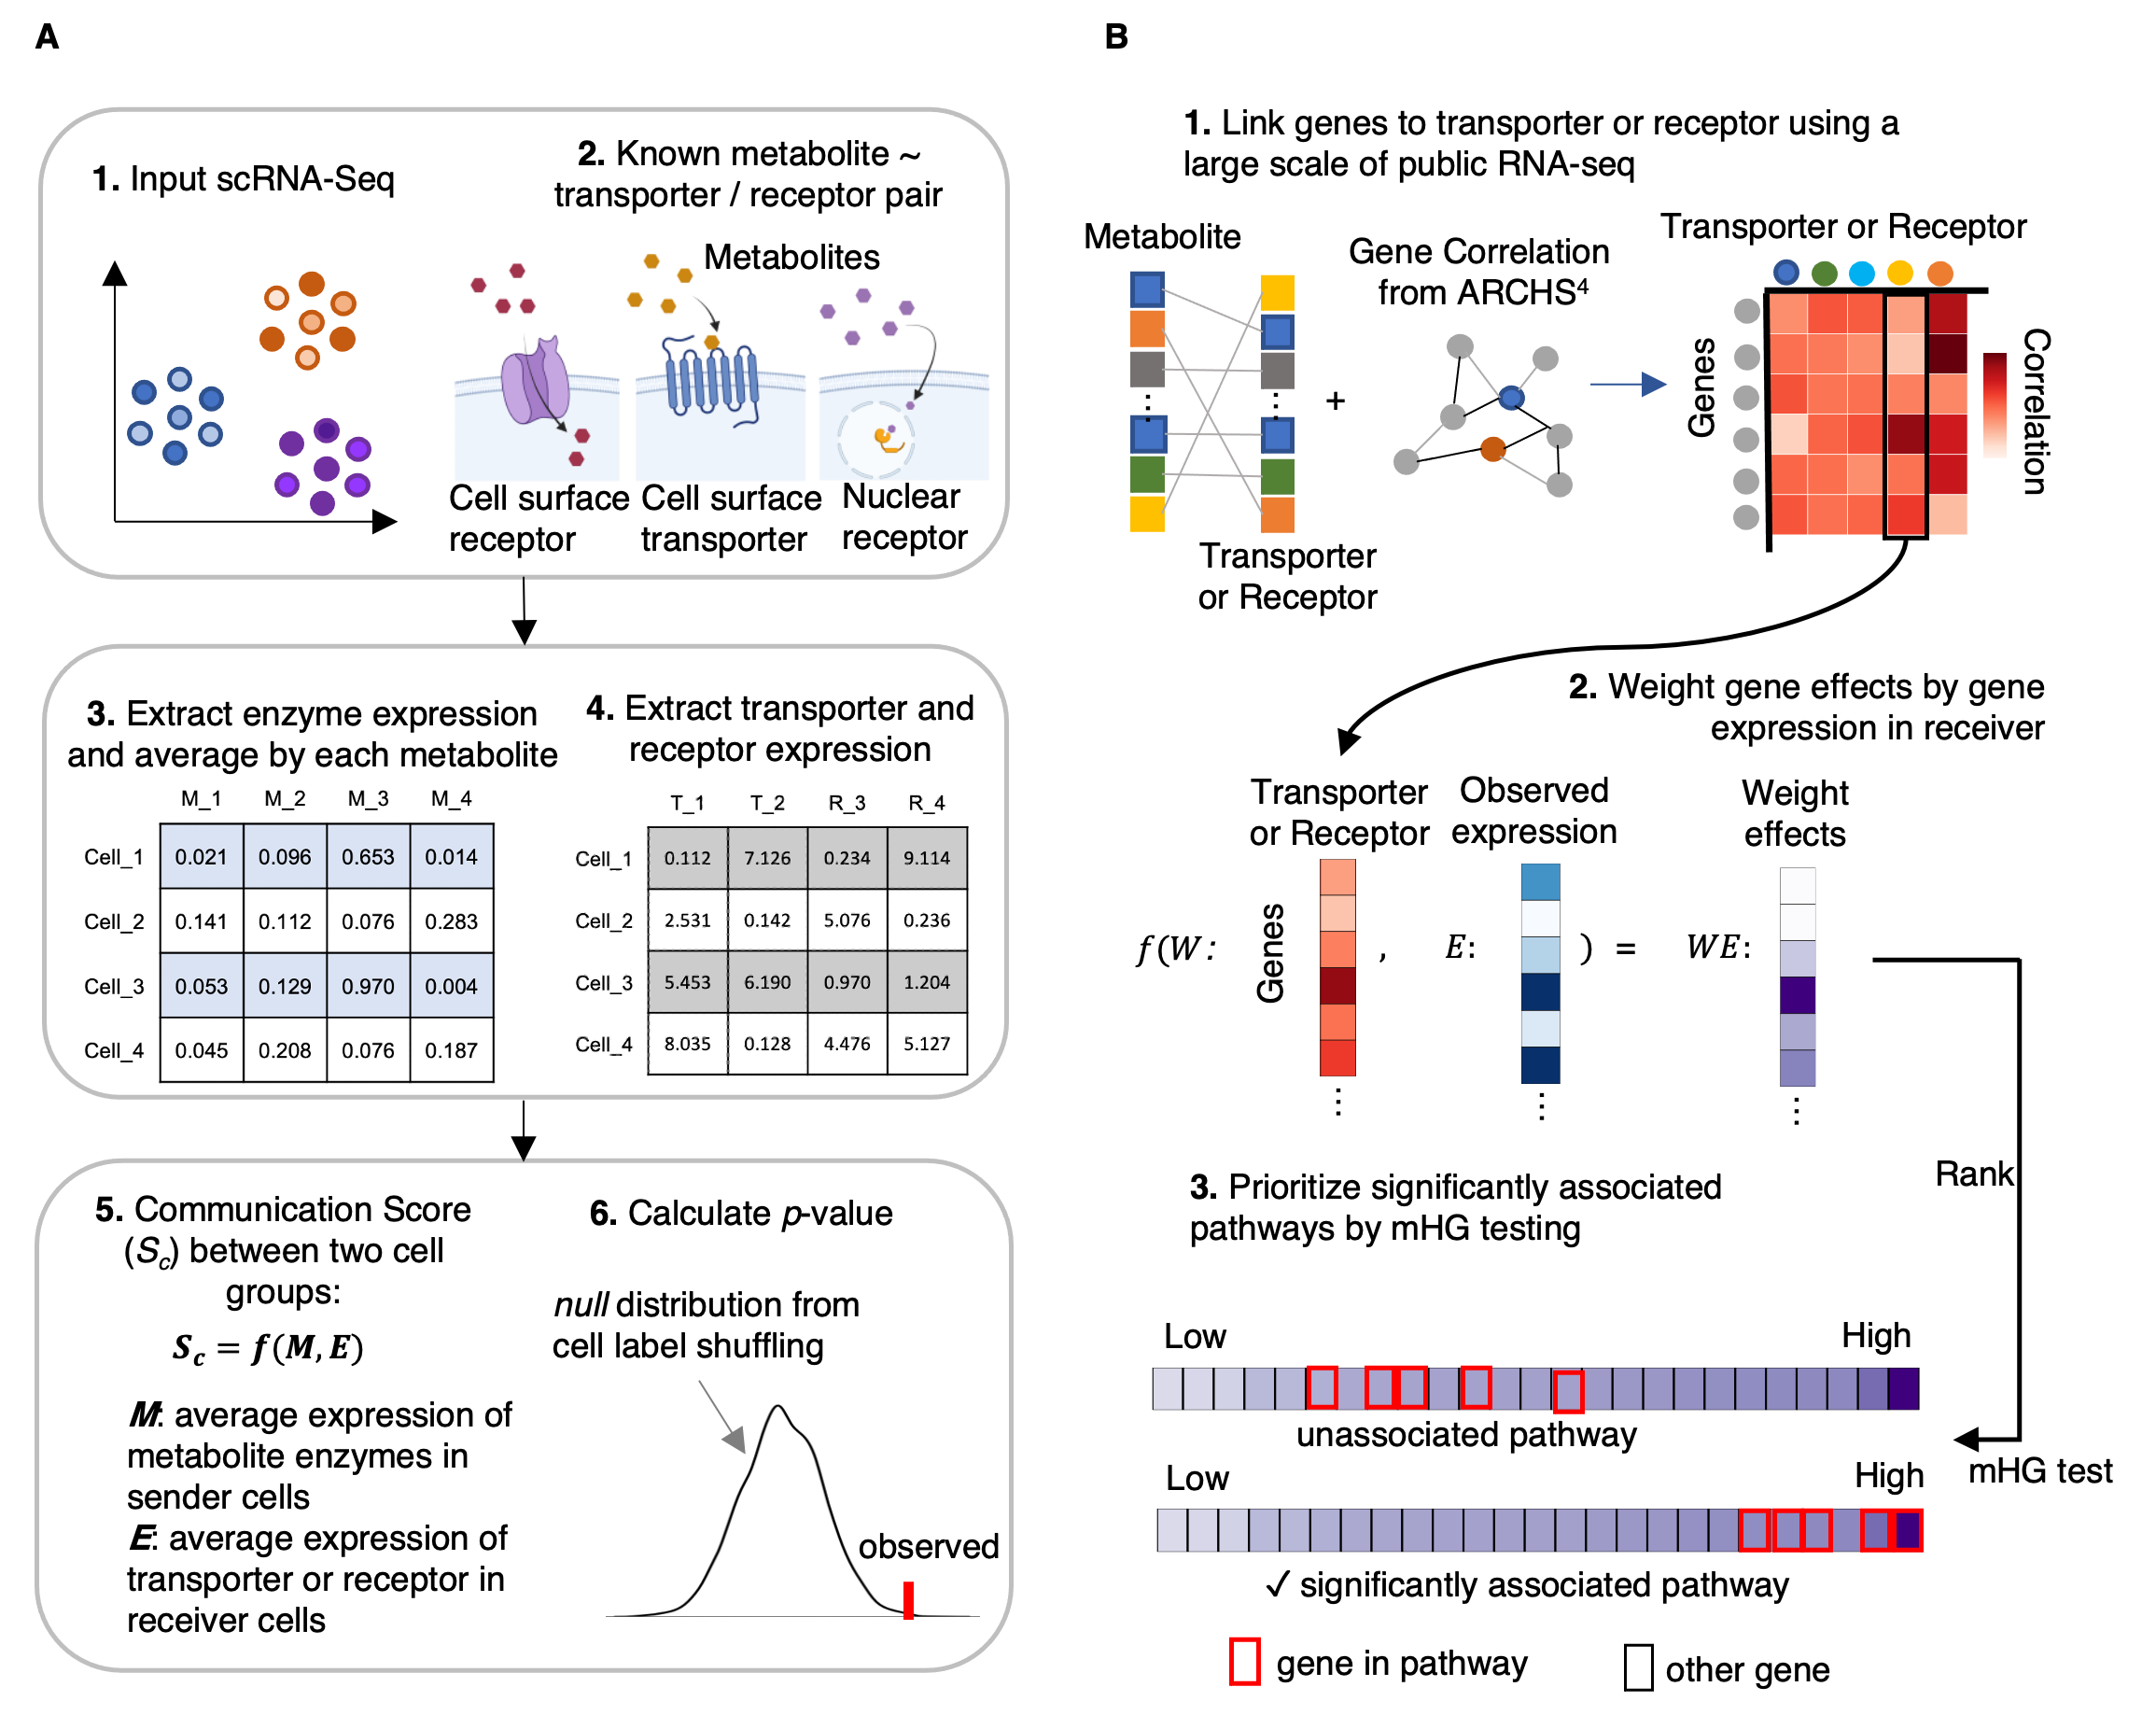 A
1. Input scRNA-Seq
2. Known metabolite ~
transporter / receptor pair
Metabolites
Cell surface
receptor
Cell surface
transporter
Nuclear
receptor
3. Extract enzyme expression
and average by each metabolite
M_1 M_2 M_3 M_4
Cell_1 0.021 0.096 0.653 0.014
Cell_2 0.141 0.112 0.076 0.283
Cell_3 0.053 0.129 0.970 0.004
Cell_4 0.045 0.208 0.076 0.187
4. Extract transporter and
receptor expression
T_1 T_2 R_3 R_4
Cell_1 0.112 7.126 0.234 9.114
Cell_2 2.531 0.142 5.076 0.236
Cell_3 5.453 6.190 0.970 1.204
Cell_4 8.035 0.128 4.476 5.127
5. Communication Score
(Sc) between two cell
groups:
Sc = f(M, E)
M: average expression of
metabolite enzymes in
sender cells
E: average expression of
transporter or receptor in
receiver cells
6. Calculate p-value
null distribution from
cell label shuffling
observed
B
1. Link genes to transporter or receptor using a
large scale of public RNA-seq
Metabolite
Transporter
or Receptor
+
Gene Correlation
from ARCHS⁴
Transporter or Receptor
Genes
Correlation
2. Weight gene effects by gene
expression in receiver
Transporter
or Receptor
Observed
expression
Weight
effects
f(W: Genes , E: ) = WE:
Rank
3. Prioritize significantly associated
pathways by mHG testing
Low High
unassociated pathway
mHG test
Low High
✓ significantly associated pathway
gene in pathway
other gene